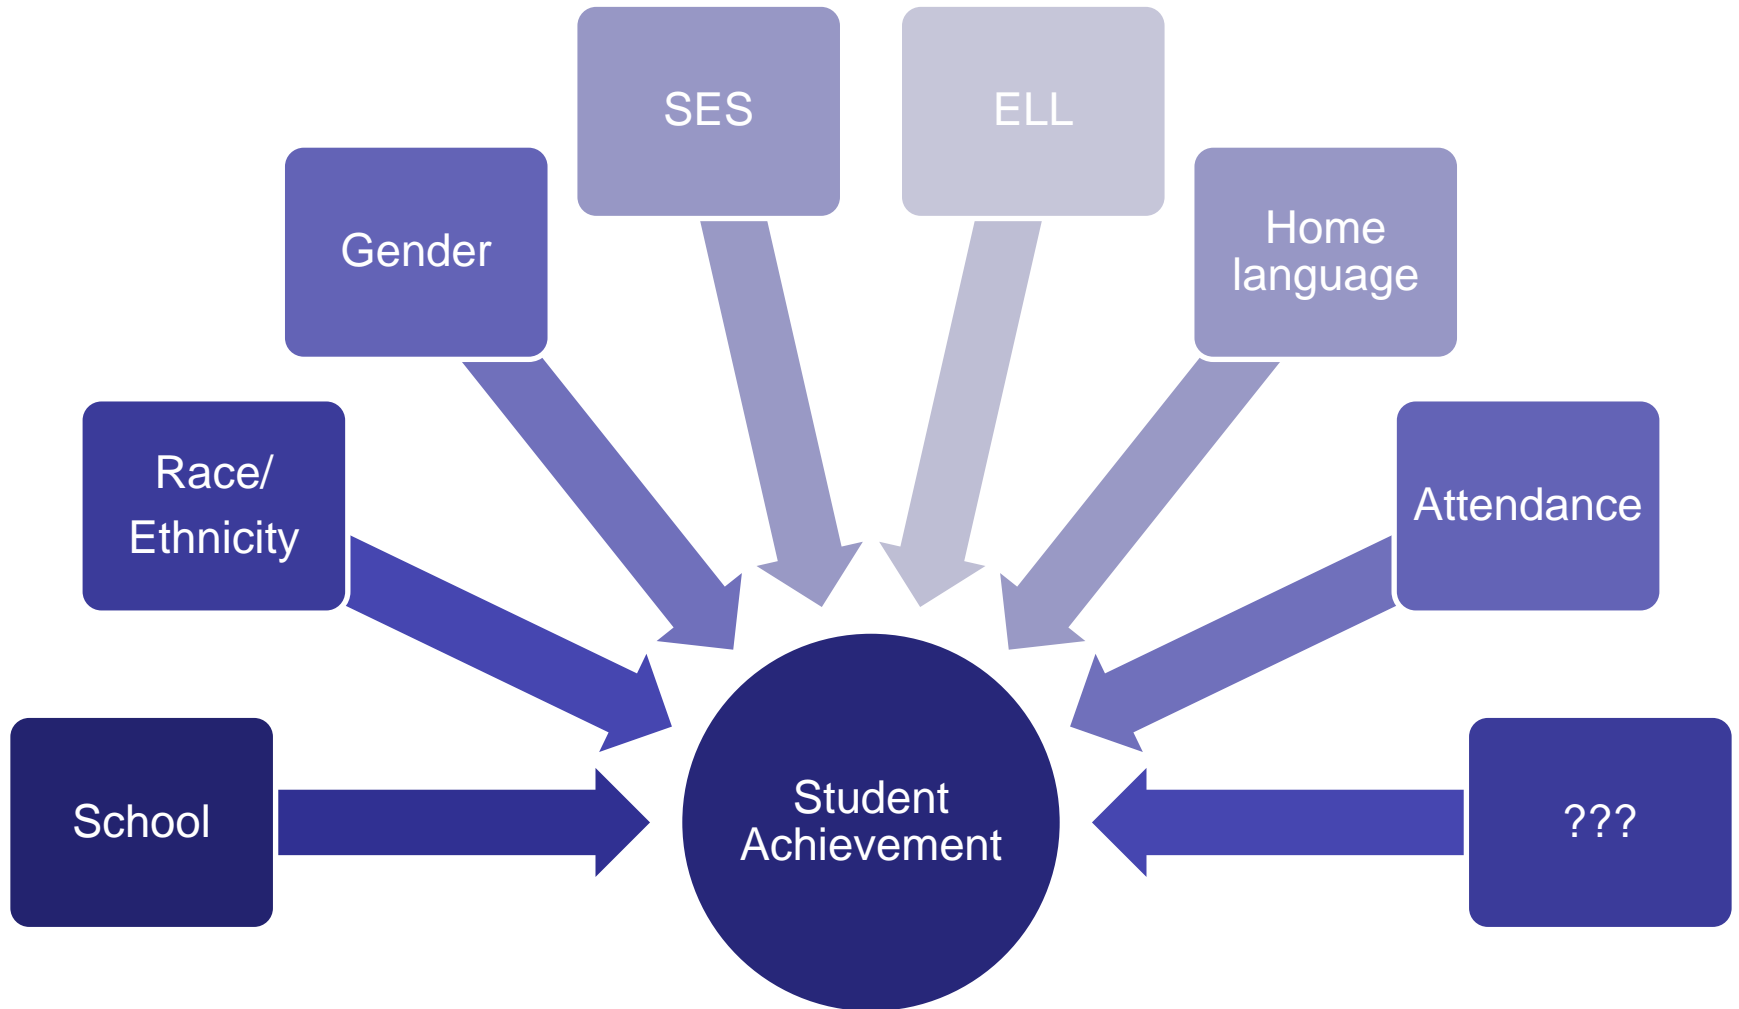 SES
ELL
Gender
Home
language
Race/
Ethnicity
Attendance
School
Student
Achievement
???